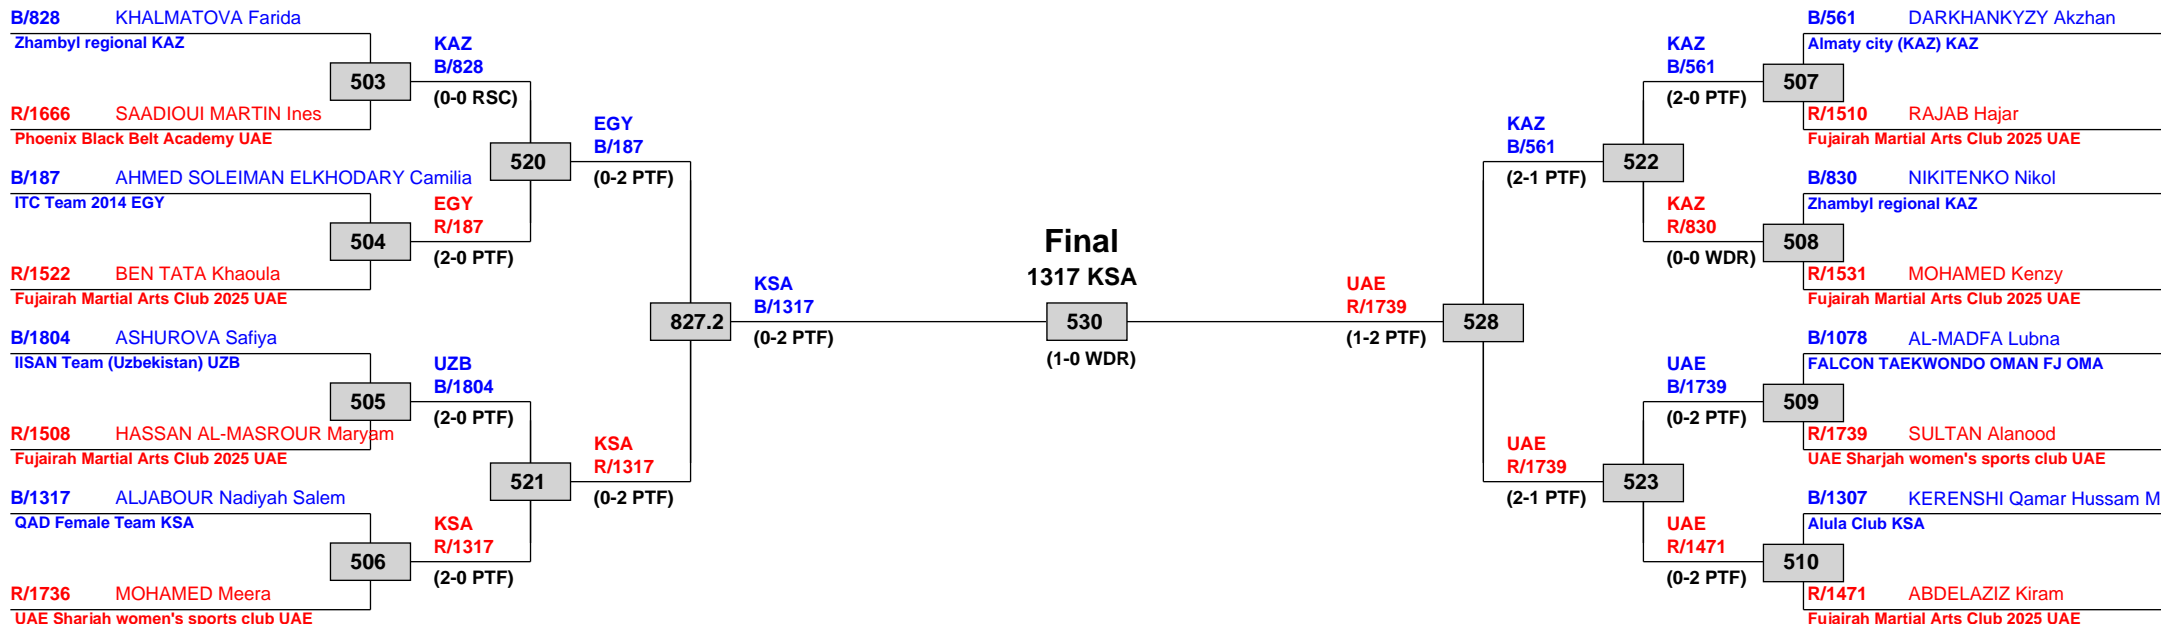 B/828 KHALMATOVA Farida
Zhambyl regional KAZ
503
R/1666 SAADIOUI MARTIN Ines
Phoenix Black Belt Academy UAE
KAZ
B/828
(0-0 RSC)
B/187 AHMED SOLEIMAN ELKHODARY Camilia
ITC Team 2014 EGY
504
R/1522 BEN TATA Khaoula
Fujairah Martial Arts Club 2025 UAE
EGY
R/187
(2-0 PTF)
520
EGY
B/187
(0-2 PTF)
B/1804 ASHUROVA Safiya
IISAN Team (Uzbekistan) UZB
505
R/1508 HASSAN AL-MASROUR Maryam
Fujairah Martial Arts Club 2025 UAE
UZB
B/1804
(2-0 PTF)
B/1317 ALJABOUR Nadiyah Salem
QAD Female Team KSA
506
R/1736 MOHAMED Meera
UAE Sharjah women's sports club UAE
KSA
R/1317
(2-0 PTF)
521
KSA
R/1317
(0-2 PTF)
827.2
KSA
B/1317
(0-2 PTF)
Final
1317 KSA
530
(1-0 WDR)
UAE
R/1739
(1-2 PTF)
528
KAZ
B/561
(2-1 PTF)
522
KAZ
B/561
(2-0 PTF)
B/561 DARKHANKYZY Akzhan
Almaty city (KAZ) KAZ
507
R/1510 RAJAB Hajar
Fujairah Martial Arts Club 2025 UAE
KAZ
R/830
(0-0 WDR)
B/830 NIKITENKO Nikol
Zhambyl regional KAZ
508
R/1531 MOHAMED Kenzy
Fujairah Martial Arts Club 2025 UAE
UAE
R/1739
(2-1 PTF)
523
UAE
B/1739
(0-2 PTF)
B/1078 AL-MADFA Lubna
FALCON TAEKWONDO OMAN FJ OMA
509
R/1739 SULTAN Alanood
UAE Sharjah women's sports club UAE
UAE
R/1471
(0-2 PTF)
B/1307 KERENSHI Qamar Hussam M
Alula Club KSA
510
R/1471 ABDELAZIZ Kiram
Fujairah Martial Arts Club 2025 UAE